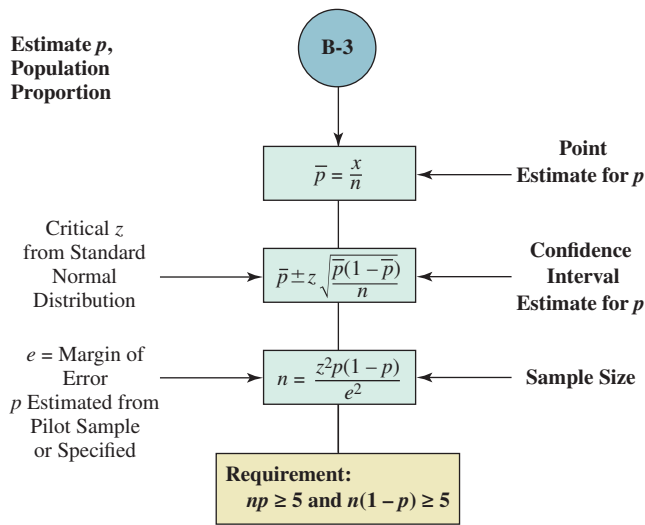 Estimate p,
Population
Proportion
B-3
p̅ = x/n
Point
Estimate for p
Critical z
from Standard
Normal
Distribution
p̅ ± z √(p̅(1 − p̅)/n)
Confidence
Interval
Estimate for p
e = Margin of
Error
p Estimated from
Pilot Sample
or Specified
n = z²p(1 − p)/e²
Sample Size
Requirement:
np ≥ 5 and n(1 − p) ≥ 5